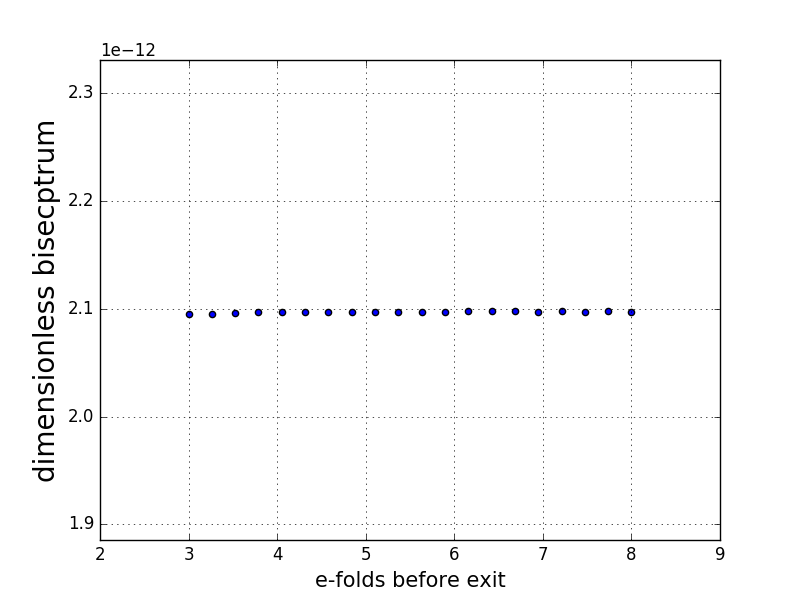 1e−12
2.3
2.2
2.1
2.0
1.9
dimensionless bisecptrum
2 3 4 5 6 7 8 9
e-folds before exit